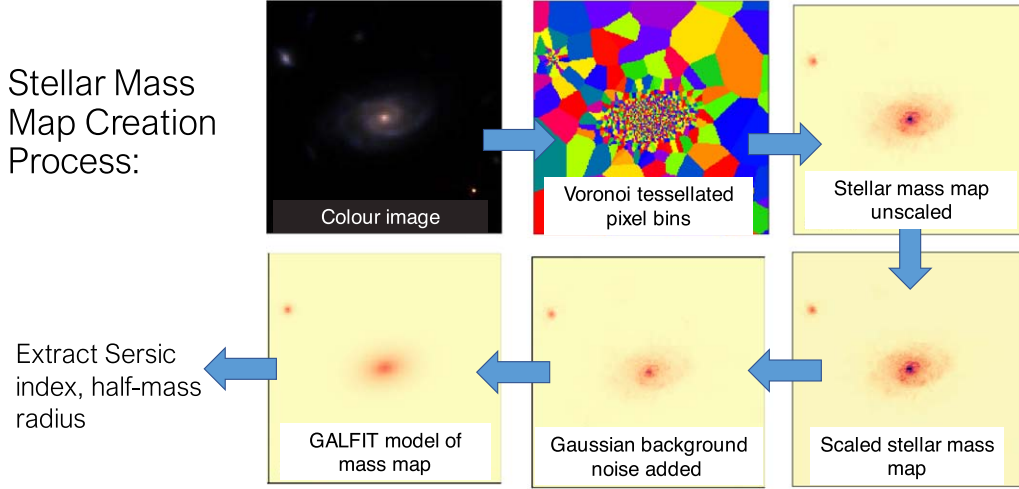 Stellar Mass
Map Creation
Process:
Colour image
Voronoi tessellated
pixel bins
Stellar mass map
unscaled
Scaled stellar mass
map
Gaussian background
noise added
GALFIT model of
mass map
Extract Sersic
index, half-mass
radius